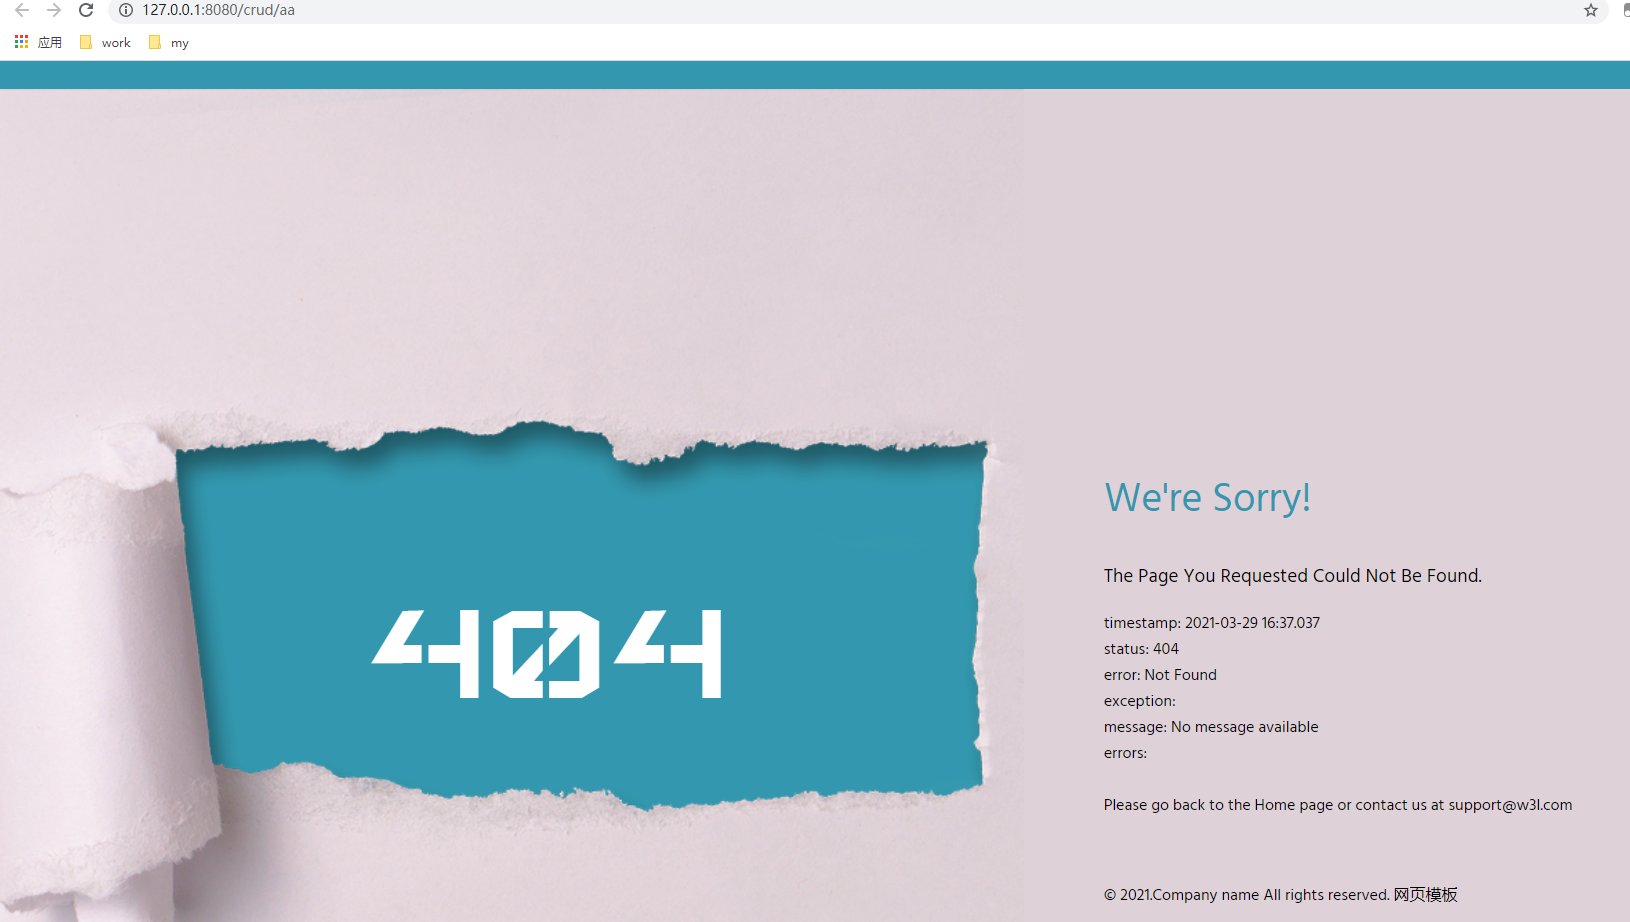 127.0.0.1:8080/crud/aa
应用 work my
404
We're Sorry!
The Page You Requested Could Not Be Found.
timestamp: 2021-03-29 16:37.037
status: 404
error: Not Found
exception:
message: No message available
errors:
Please go back to the Home page or contact us at support@w3l.com
© 2021.Company name All rights reserved. 网页模板